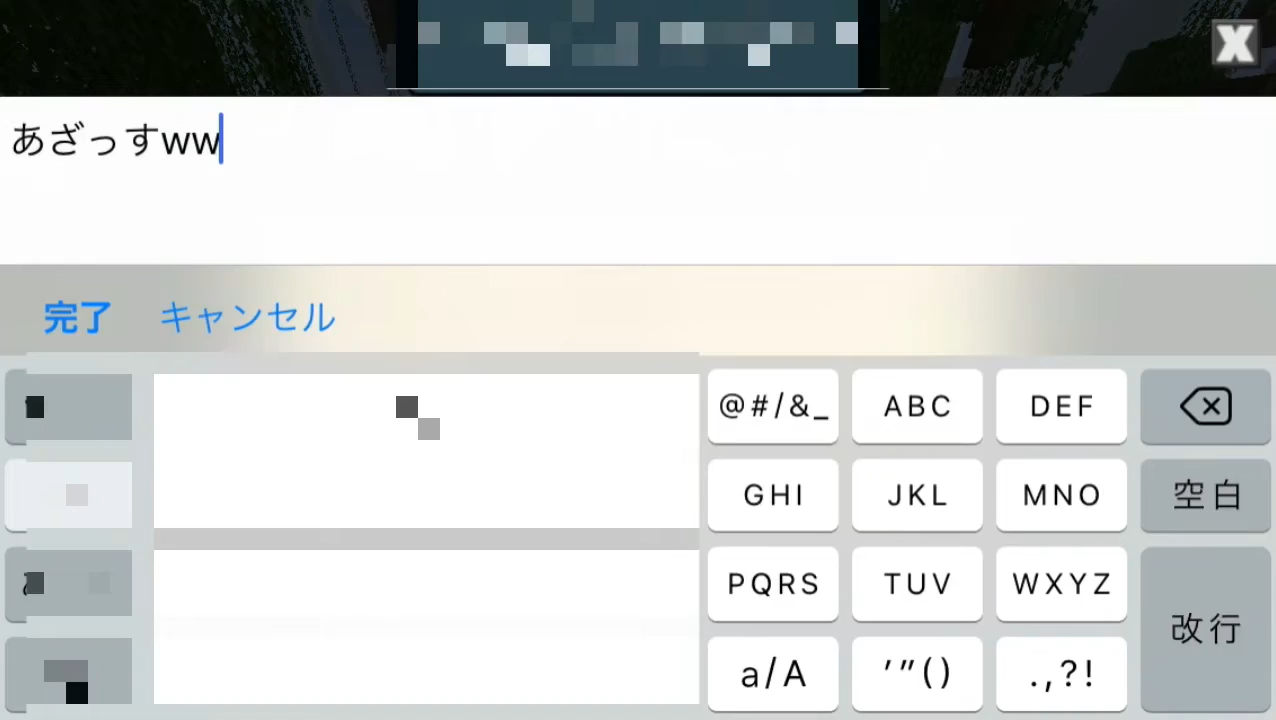 X
あざっすww
完了 キャンセル
@#/&_ ABC DEF
GHI JKL MNO 空白
PQRS TUV WXYZ
改行
a/A ’”() .,?!